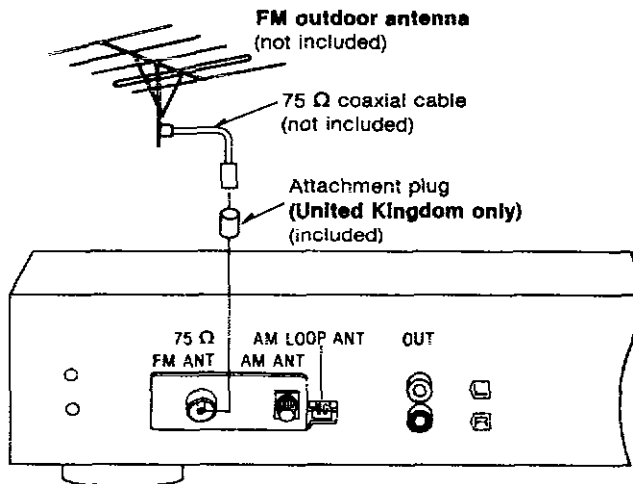 FM outdoor antenna
(not included)
75 Ω coaxial cable
(not included)
Attachment plug
(United Kingdom only)
(included)
75 Ω AM LOOP ANT OUT
FM ANT AM ANT
L
R